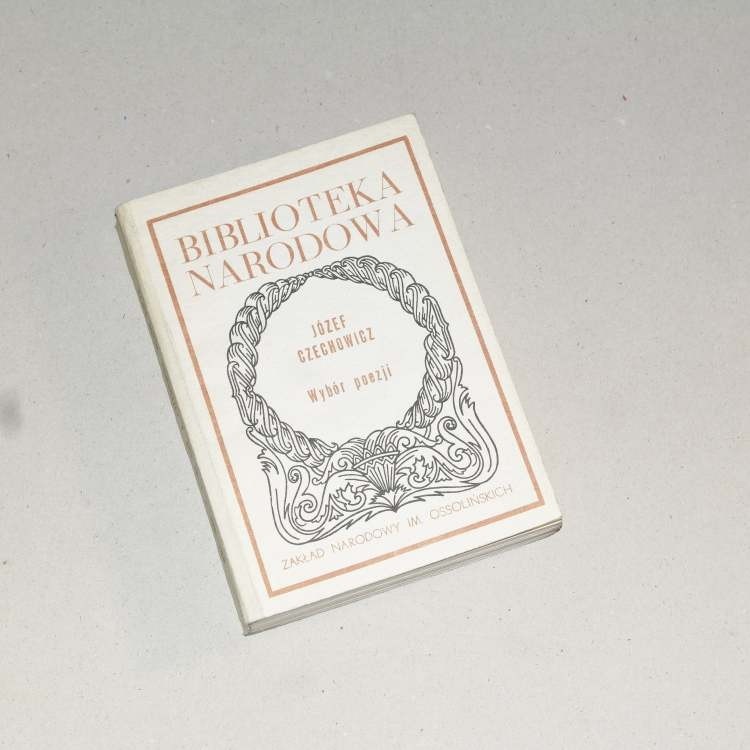 BIBLIOTEKA
NARODOWA
JÓZEF
CZECHOWICZ
Wybór poezji
ZAKŁAD NARODOWY IM. OSSOLIŃSKICH